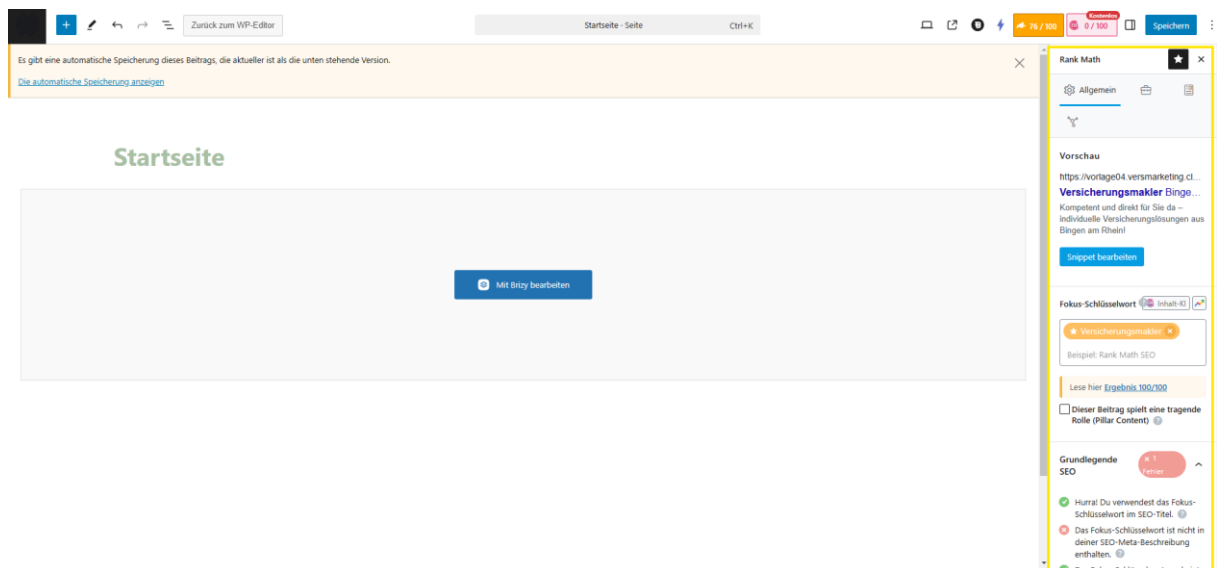 Zurück zum WP-Editor
Startseite · Seite
Ctrl+K
76 / 100
Kostenlos
0 / 100
Speichern
Es gibt eine automatische Speicherung dieses Beitrags, die aktueller ist als die unten stehende Version.
Die automatische Speicherung anzeigen
Startseite
Mit Brizy bearbeiten
Rank Math
Allgemein
Vorschau
https://vorlage04.versmarketing.cl...
Versicherungsmakler Binge...
Kompetent und direkt für Sie da –
individuelle Versicherungslösungen aus
Bingen am Rhein!
Snippet bearbeiten
Fokus-Schlüsselwort
Inhalt-KI
Versicherungsmakler
Beispiel: Rank Math SEO
Lese hier Ergebnis 100/100
Dieser Beitrag spielt eine tragende
Rolle (Pillar Content)
Grundlegende
SEO
× 1
Fehler
Hurra! Du verwendest das Fokus-
Schlüsselwort im SEO-Titel.
Das Fokus-Schlüsselwort ist nicht in
deiner SEO-Meta-Beschreibung
enthalten.